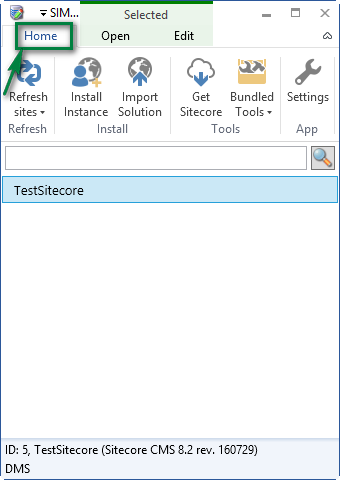 SIM... Selected
Home Open Edit
Refresh sites Install Instance Import Solution Get Sitecore Bundled Tools Settings
Refresh Install Tools App
TestSitecore
ID: 5, TestSitecore (Sitecore CMS 8.2 rev. 160729)
DMS